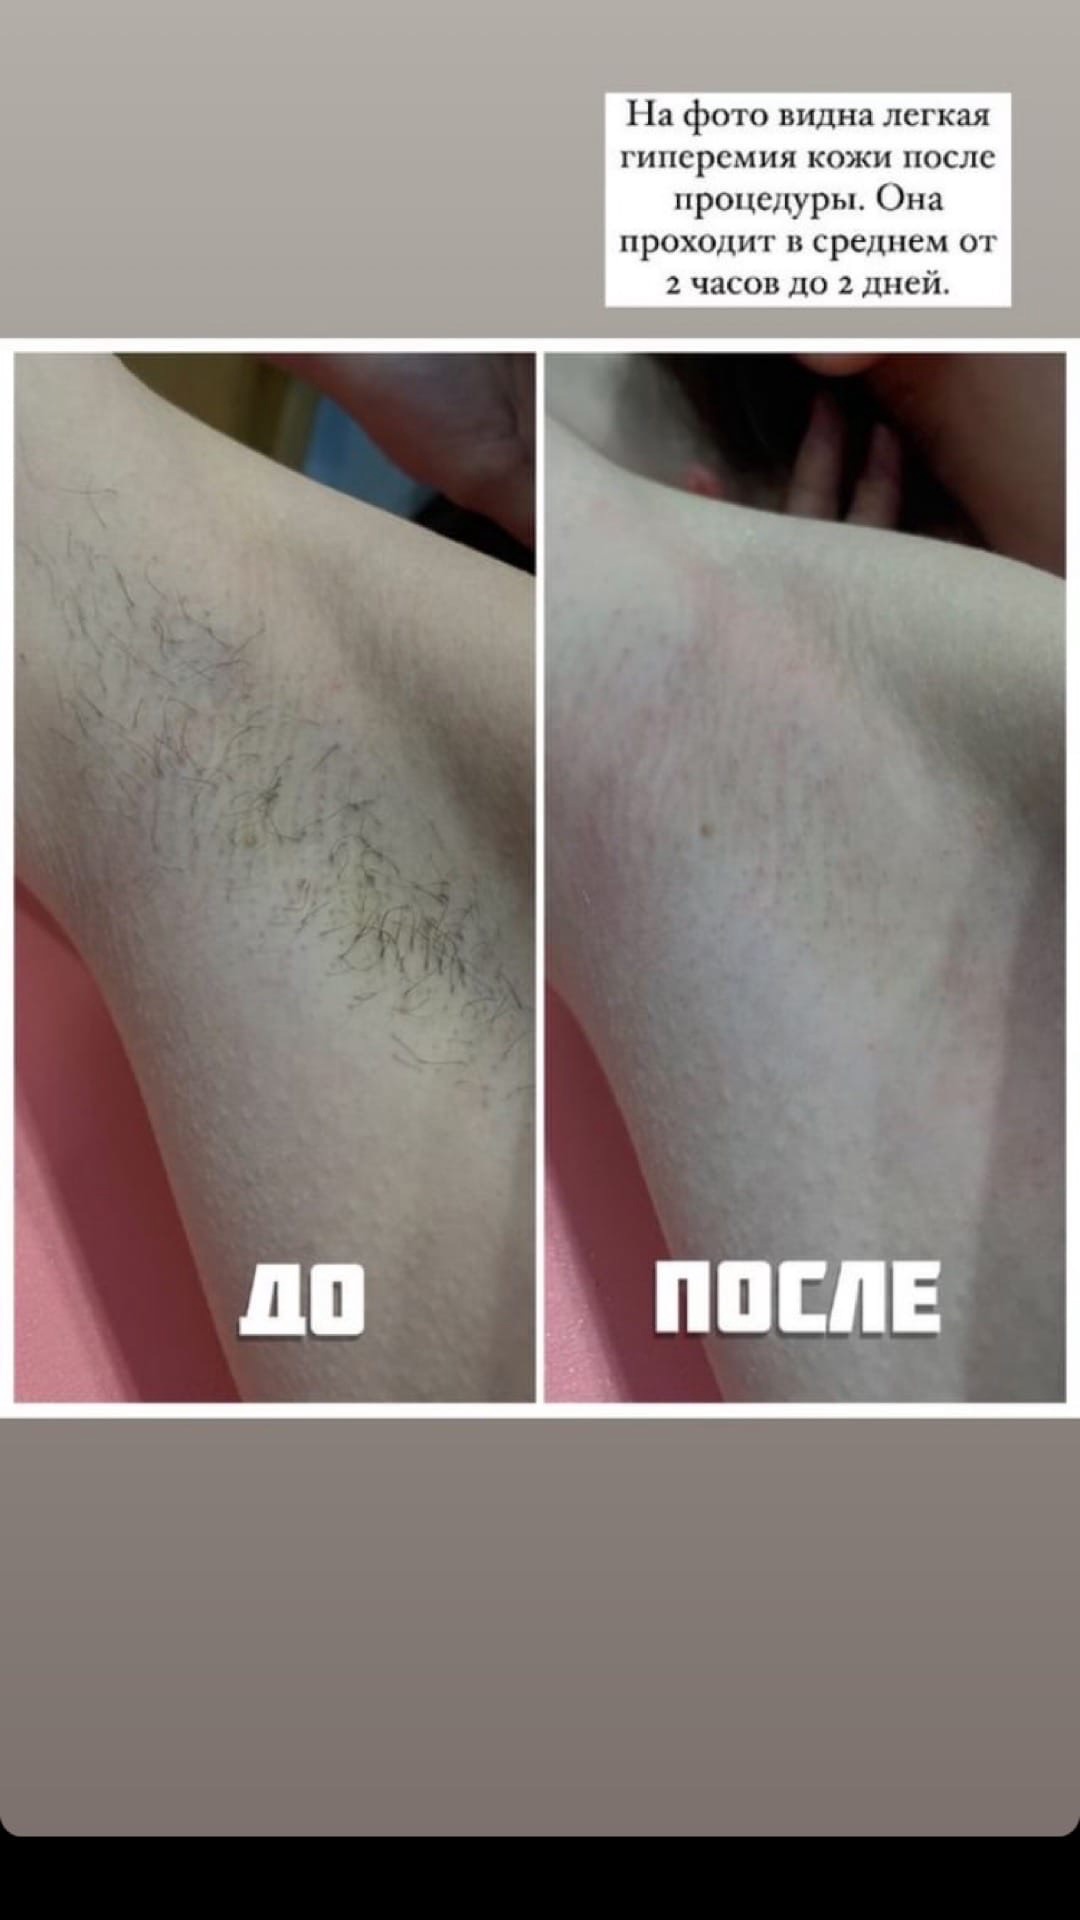 На фото видна легкая
гиперемия кожи после
процедуры. Она
проходит в среднем от
2 часов до 2 дней.
ДО
ПОСЛЕ